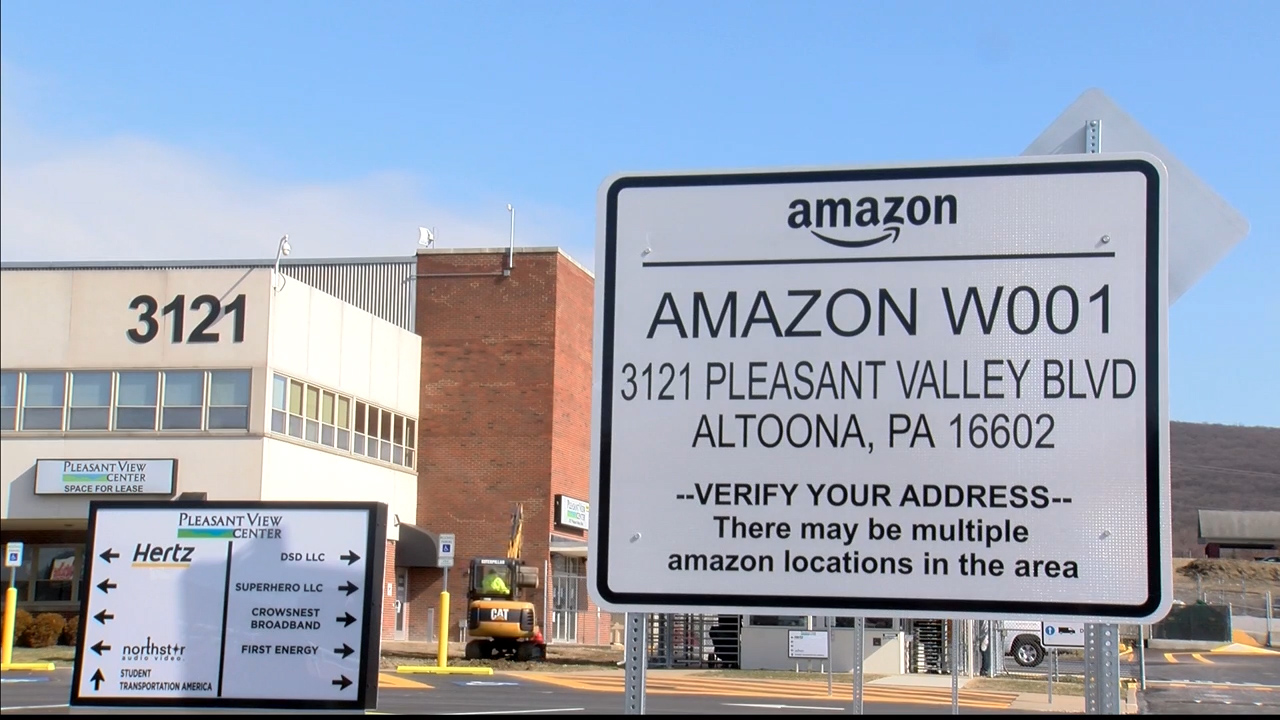 3121
PLEASANT VIEW
CENTER
SPACE FOR LEASE
PLEASANT VIEW
CENTER
Hertz
northstar
audio video.
STUDENT
TRANSPORTATION AMERICA
DSD LLC
SUPERHERO LLC
CROWSNEST
BROADBAND
FIRST ENERGY
CAT
amazon
AMAZON W001
3121 PLEASANT VALLEY BLVD
ALTOONA, PA 16602
--VERIFY YOUR ADDRESS--
There may be multiple
amazon locations in the area